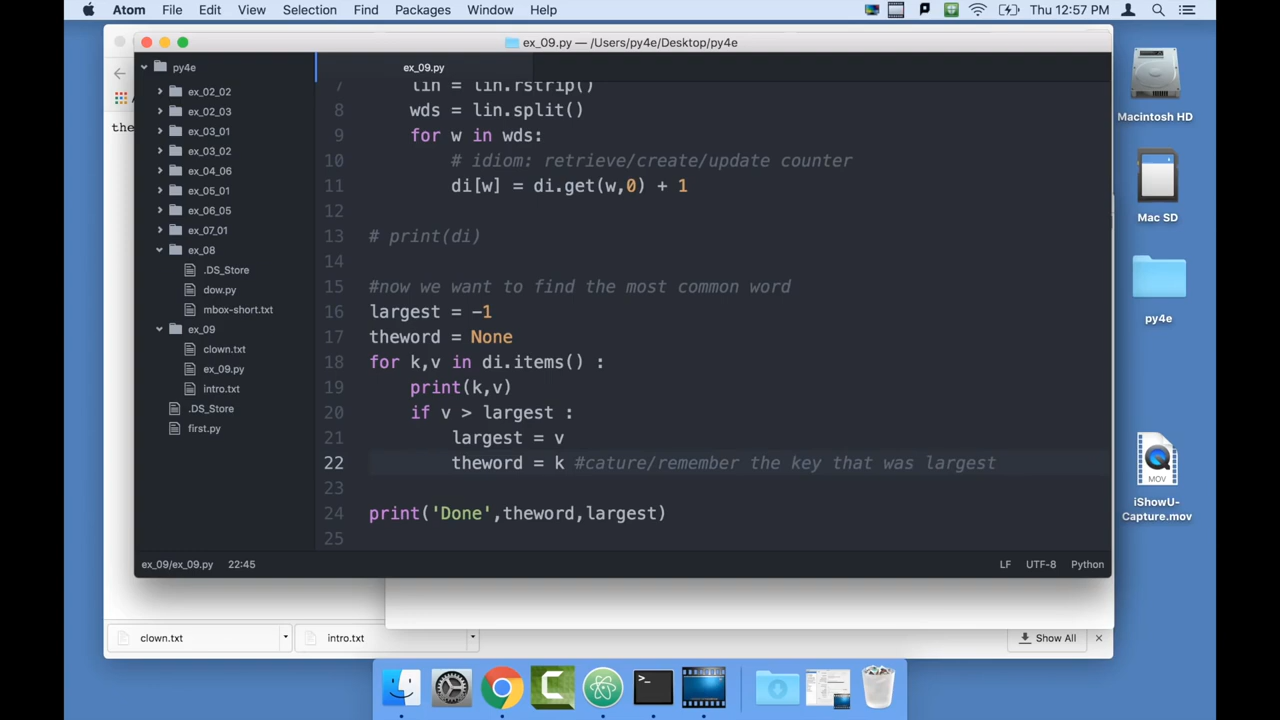 Atom File Edit View Selection Find Packages Window Help Thu 12:57 PM
ex_09.py — /Users/py4e/Desktop/py4e
py4e
ex_02_02
ex_02_03
ex_03_01
ex_03_02
ex_04_06
ex_05_01
ex_06_05
ex_07_01
ex_08
.DS_Store
dow.py
mbox-short.txt
ex_09
clown.txt
ex_09.py
intro.txt
.DS_Store
first.py
the
ex_09.py
7 lin = lin.rstrip()
8 wds = lin.split()
9 for w in wds:
10 # idiom: retrieve/create/update counter
11 di[w] = di.get(w,0) + 1
12
13 # print(di)
14
15 #now we want to find the most common word
16 largest = -1
17 theword = None
18 for k,v in di.items() :
19 print(k,v)
20 if v > largest :
21 largest = v
22 theword = k #cature/remember the key that was largest
23
24 print('Done',theword,largest)
25
ex_09/ex_09.py 22:45 LF UTF-8 Python
clown.txt intro.txt Show All
Macintosh HD
Mac SD
py4e
MOV
iShowU-
Capture.mov